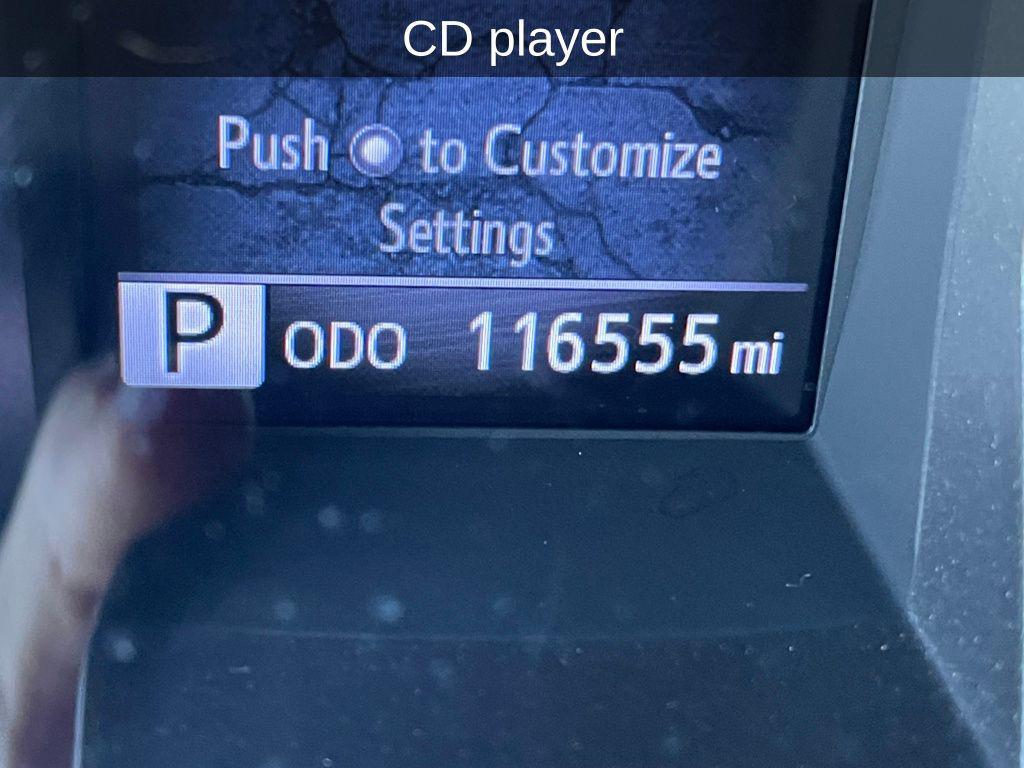 CD player
Push to Customize
Settings
P ODO 116555 mi